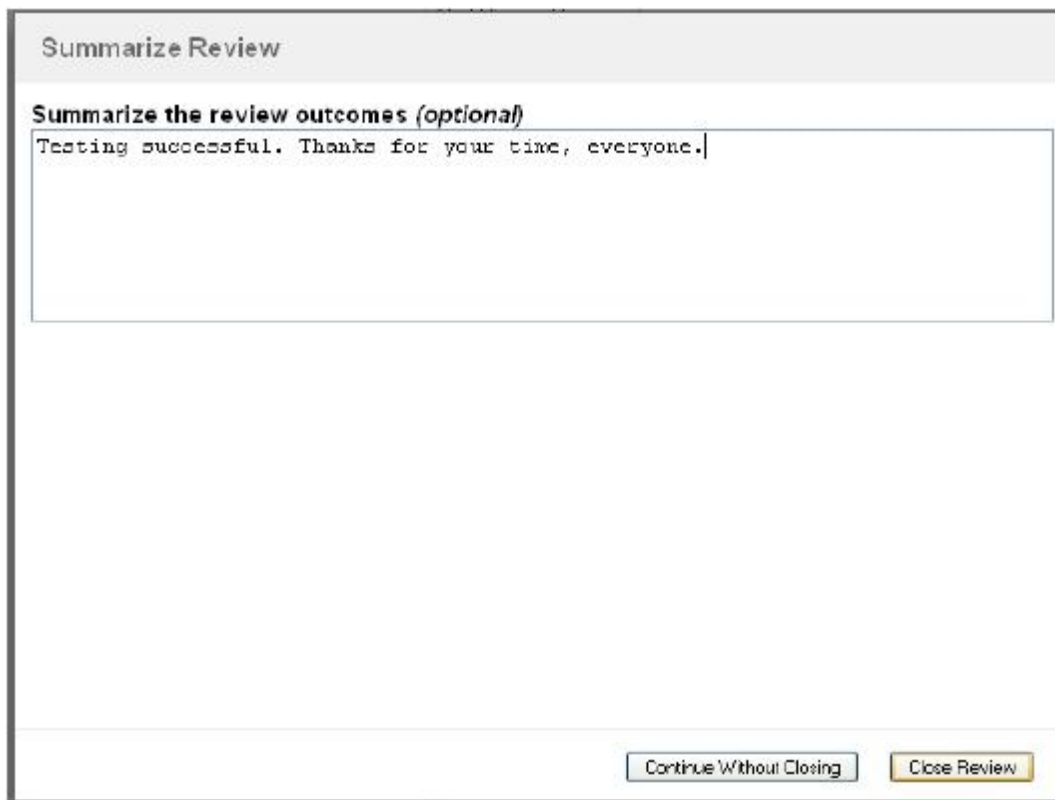 Summarize Review
Summarize the review outcomes (optional)
Testing successful. Thanks for your time, everyone.
Continue Without Closing
Close Review